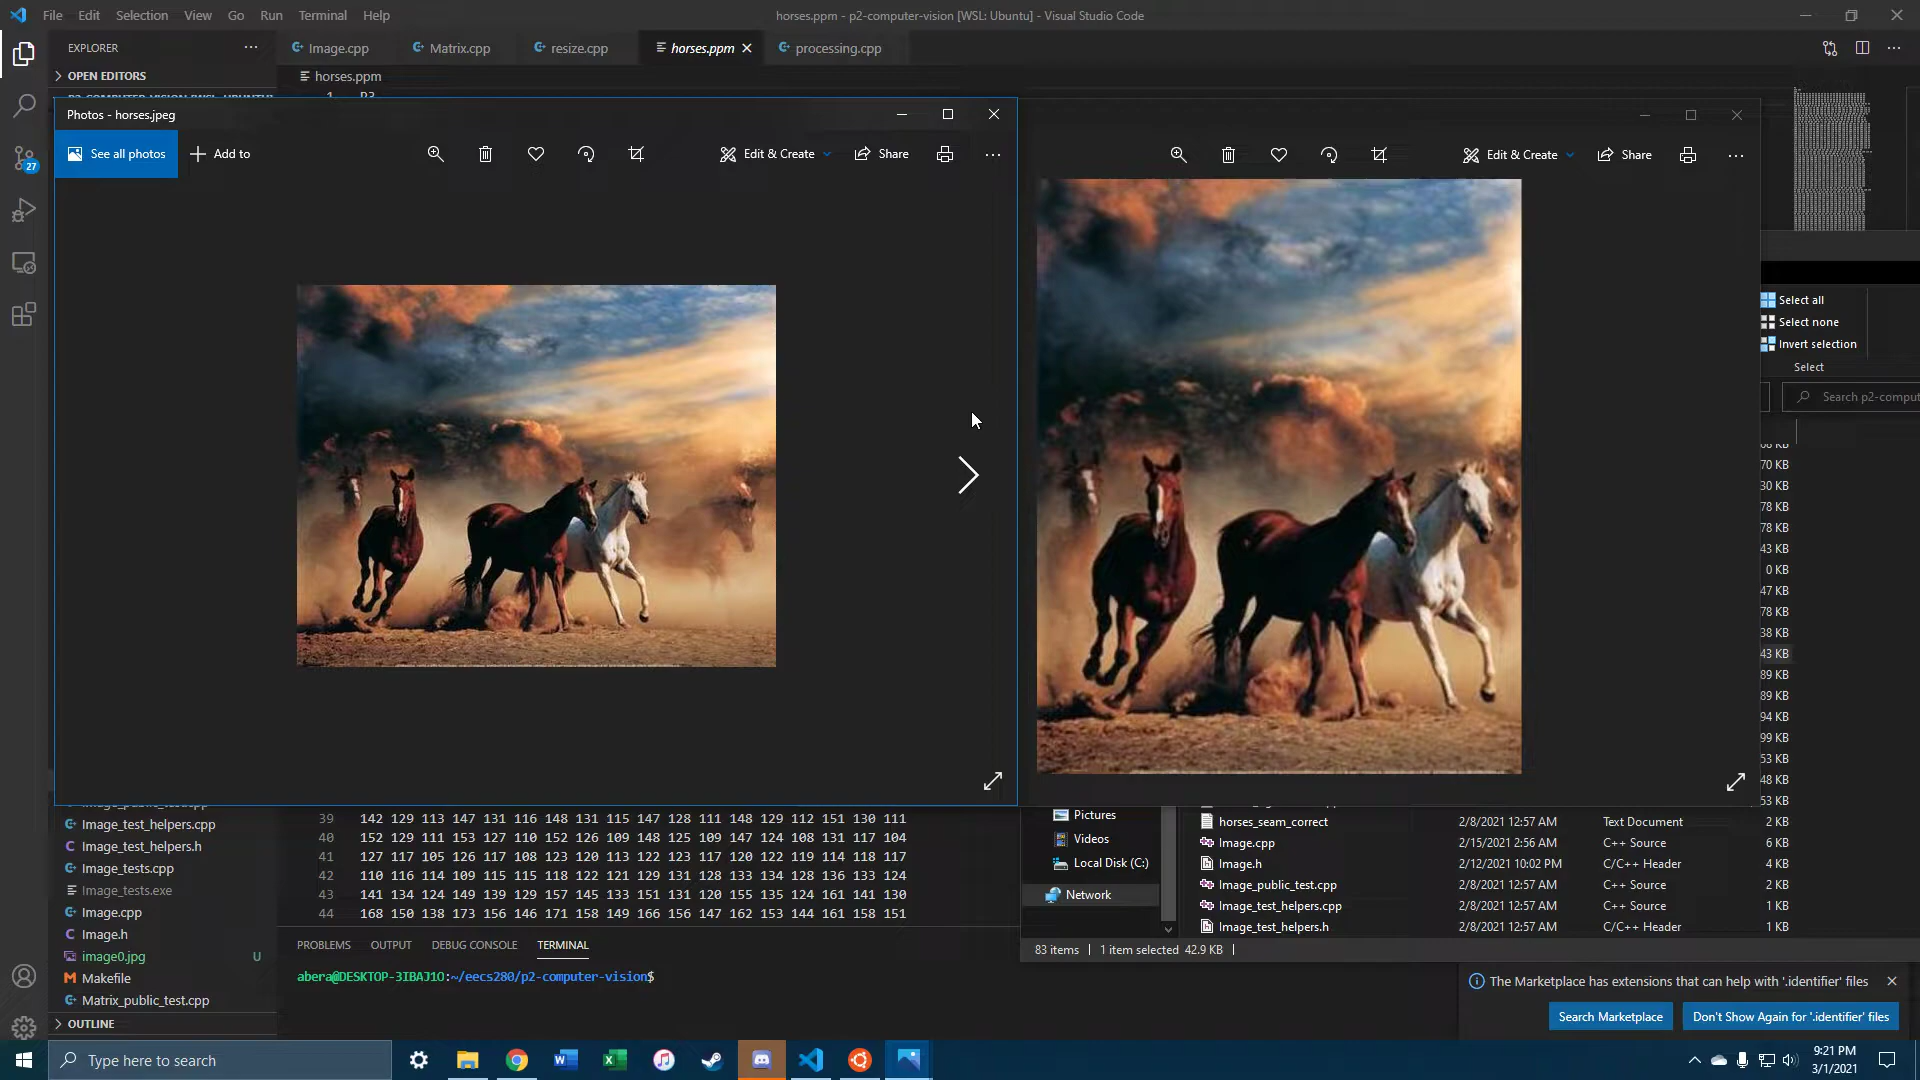 File Edit Selection View Go Run Terminal Help
horses.ppm - p2-computer-vision [WSL: Ubuntu] - Visual Studio Code
EXPLORER
Image.cpp Matrix.cpp resize.cpp horses.ppm processing.cpp
OPEN EDITORS
horses.ppm
1 P3
Photos - horses.jpeg
See all photos Add to Edit & Create Share
Edit & Create Share
27
Select all
Select none
Invert selection
Select
Search p2-comput
70 KB
30 KB
78 KB
78 KB
43 KB
0 KB
47 KB
78 KB
38 KB
43 KB
89 KB
89 KB
94 KB
99 KB
53 KB
48 KB
53 KB
Image_test_helpers.cpp
Image_test_helpers.h
Image_tests.cpp
Image_tests.exe
Image.cpp
Image.h
image0.jpg U
Makefile
Matrix_public_test.cpp
OUTLINE
39 142 129 113 147 131 116 148 131 115 147 128 111 148 129 112 151 130 111
40 152 129 111 153 127 110 152 126 109 148 125 109 147 124 108 131 117 104
41 127 117 105 126 117 108 123 120 113 122 123 117 120 122 119 114 118 117
42 110 116 114 109 115 115 118 122 121 129 131 128 133 134 128 136 133 124
43 141 134 124 149 139 129 157 145 133 151 131 120 155 135 124 161 141 130
44 168 150 138 173 156 146 171 158 149 166 156 147 162 153 144 161 158 151
PROBLEMS OUTPUT DEBUG CONSOLE TERMINAL
abera@DESKTOP-3IBAJ1O:~/eecs280/p2-computer-vision$
Pictures
Videos
Local Disk (C:)
Network
horses_seam_correct 2/8/2021 12:57 AM Text Document 2 KB
Image.cpp 2/15/2021 2:56 AM C++ Source 6 KB
Image.h 2/12/2021 10:02 PM C/C++ Header 4 KB
Image_public_test.cpp 2/8/2021 12:57 AM C++ Source 2 KB
Image_test_helpers.cpp 2/8/2021 12:57 AM C++ Source 1 KB
Image_test_helpers.h 2/8/2021 12:57 AM C/C++ Header 1 KB
83 items 1 item selected 42.9 KB
The Marketplace has extensions that can help with '.identifier' files
Search Marketplace Don't Show Again for '.identifier' files
Type here to search
9:21 PM
3/1/2021